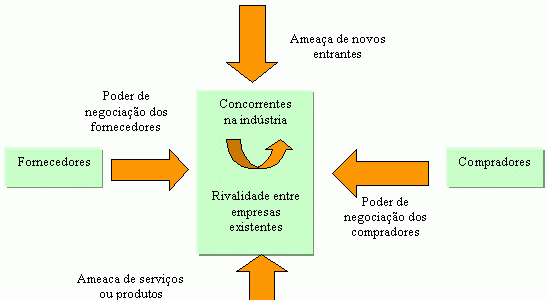 Ameaça de novos
entrantes
Poder de
negociação dos
fornecedores
Concorrentes
na indústria
Fornecedores
Compradores
Rivalidade entre
empresas
existentes
Poder de
negociação dos
compradores
Ameaca de serviços
ou produtos